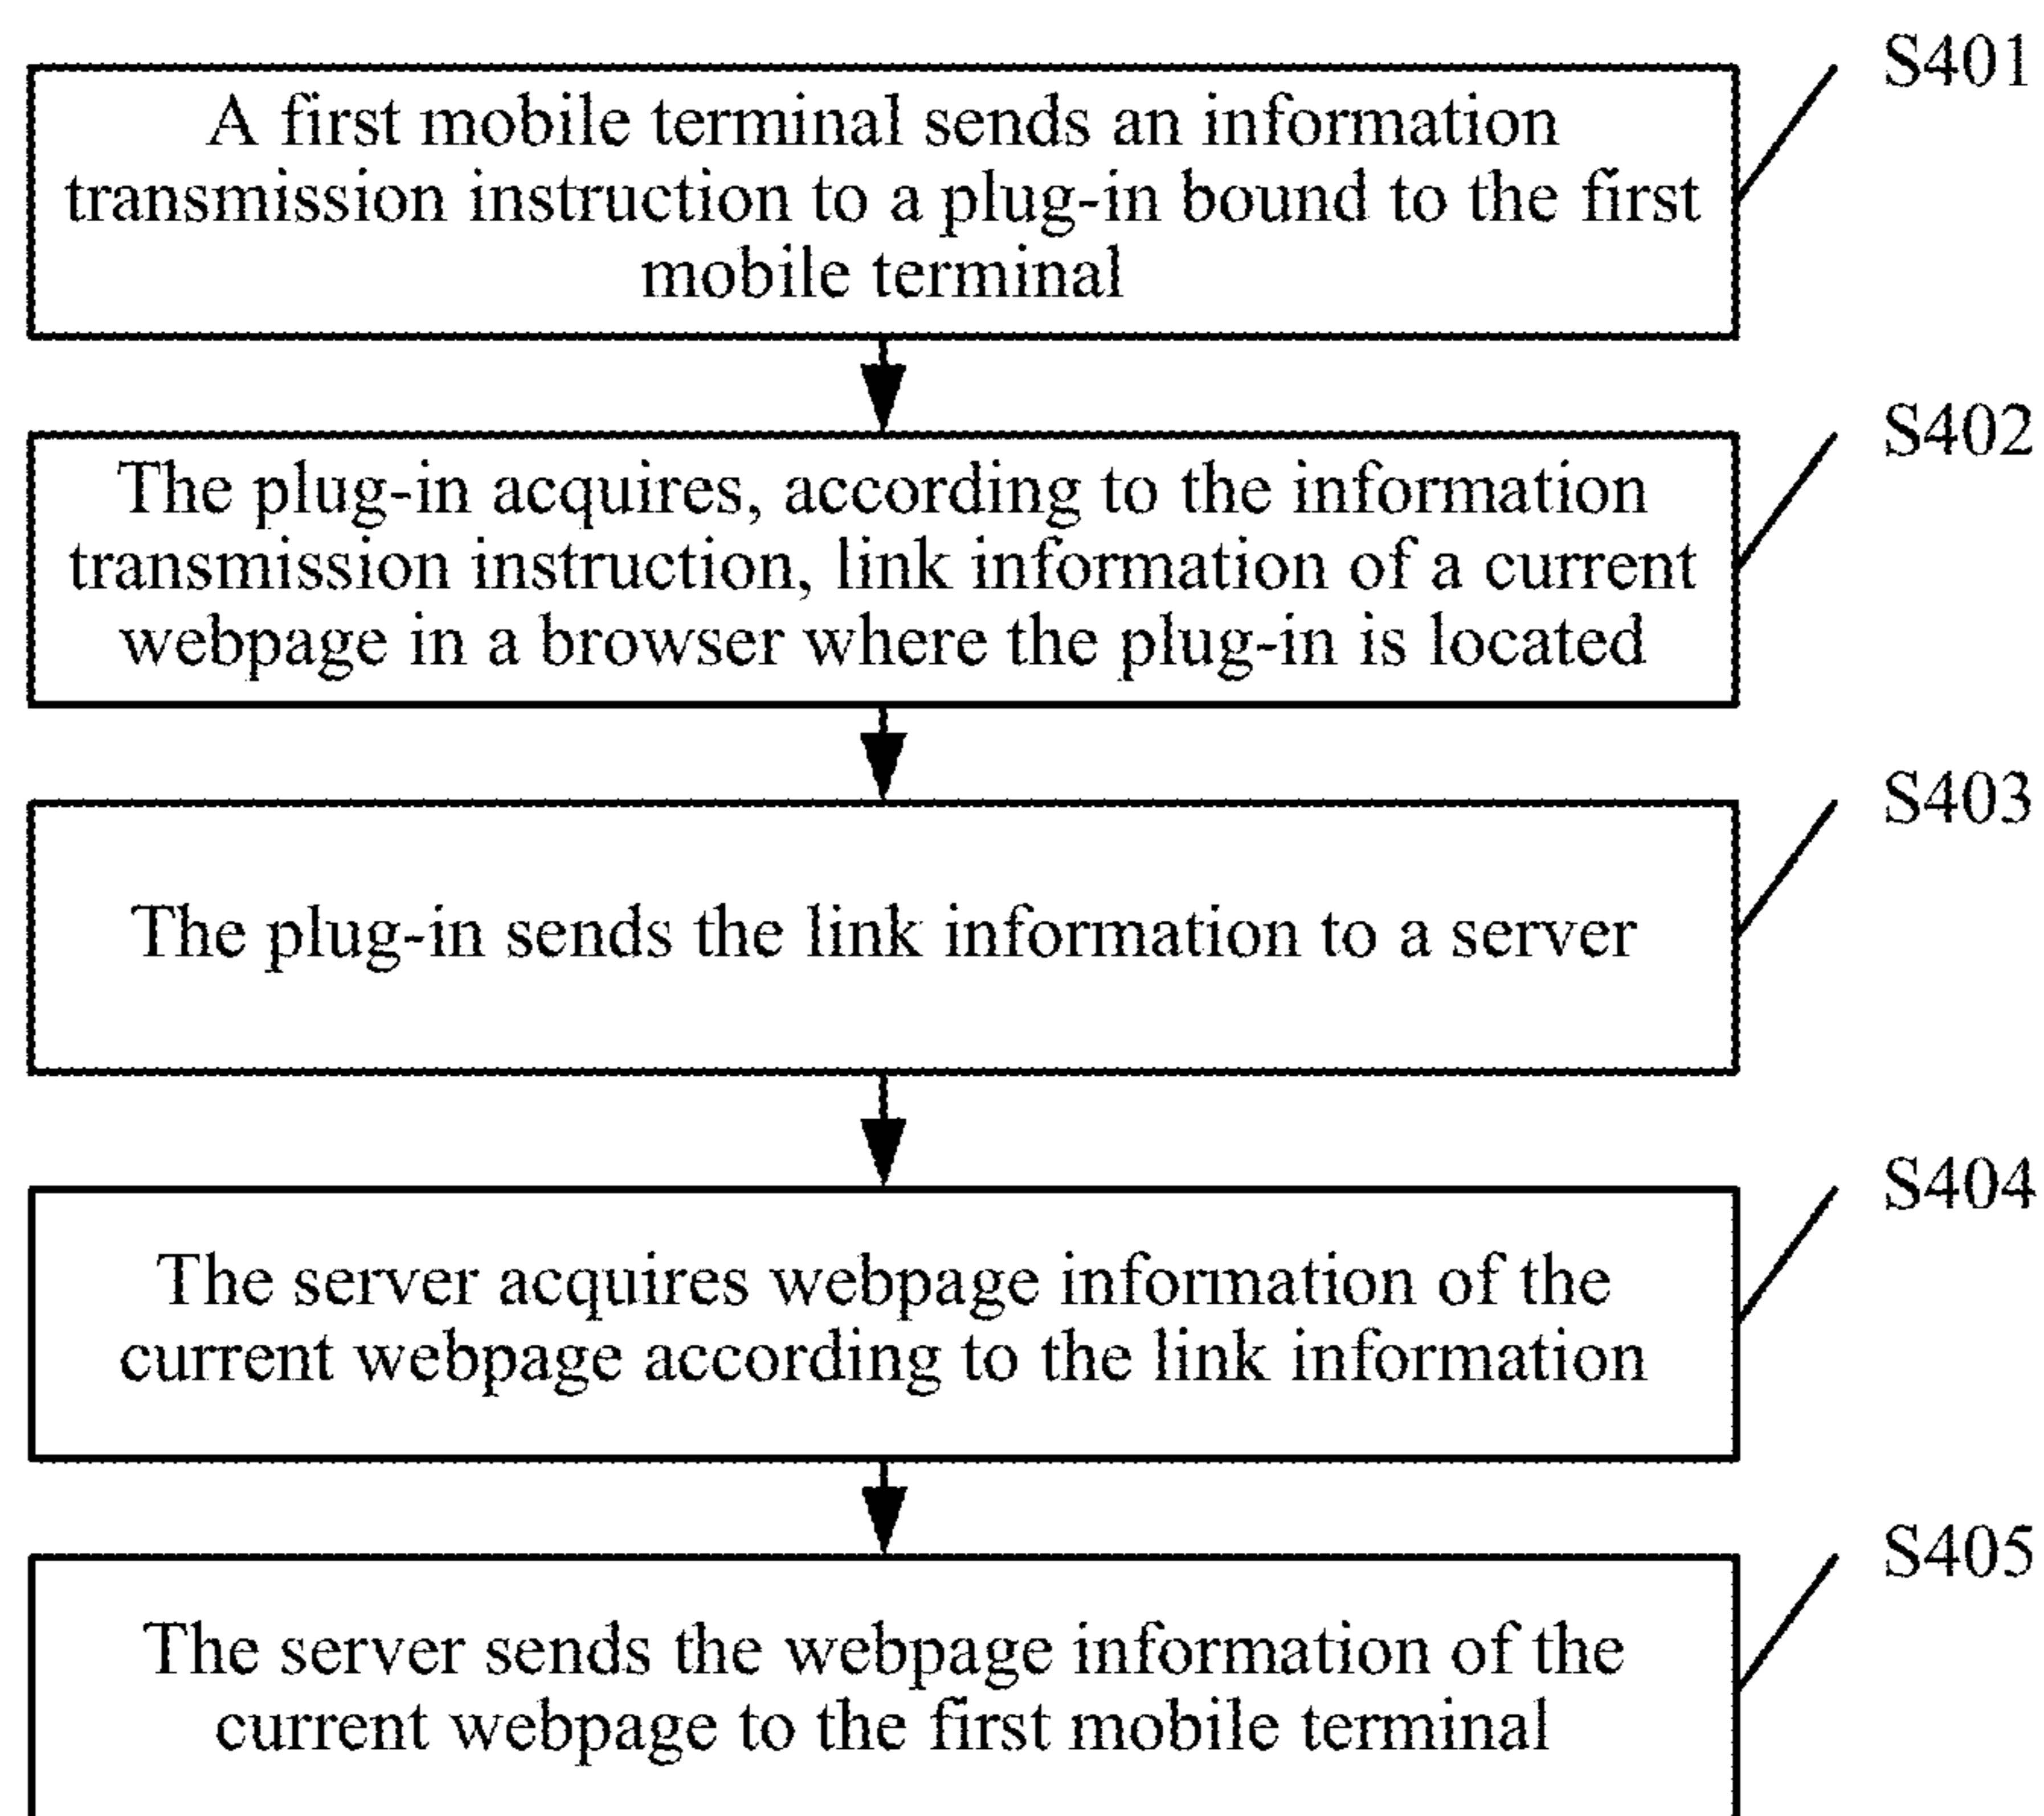 S401
A first mobile terminal sends an information
transmission instruction to a plug-in bound to the first
mobile terminal
S402
The plug-in acquires, according to the information
transmission instruction, link information of a current
webpage in a browser where the plug-in is located
S403
The plug-in sends the link information to a server
S404
The server acquires webpage information of the
current webpage according to the link information
S405
The server sends the webpage information of the
current webpage to the first mobile terminal